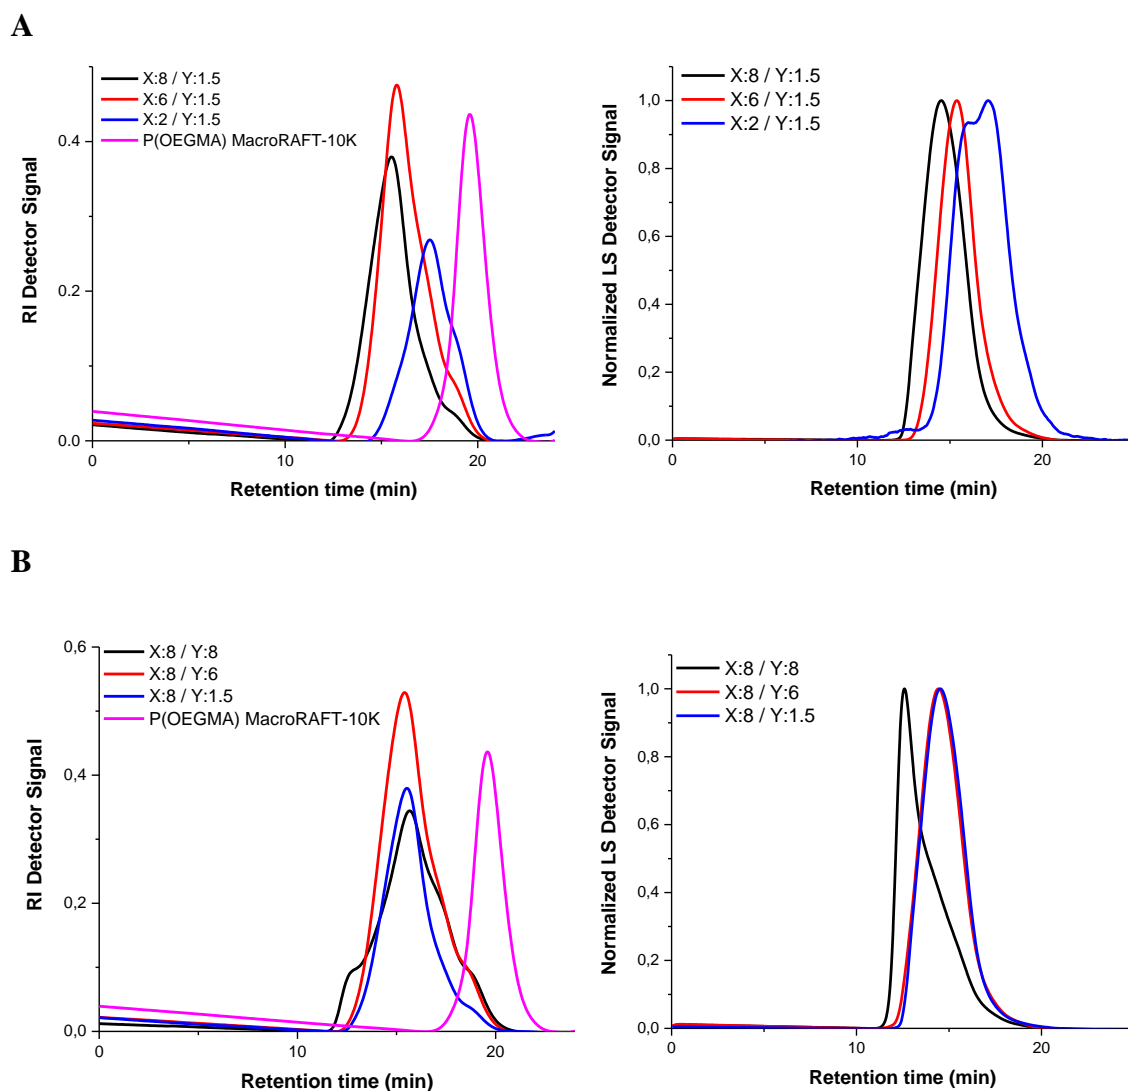 A
X:8 / Y:1.5
X:6 / Y:1.5
X:2 / Y:1.5
P(OEGMA) MacroRAFT-10K
RI Detector Signal
0.4
0.2
0.0
0
10
20
Retention time (min)
X:8 / Y:1.5
X:6 / Y:1.5
X:2 / Y:1.5
Normalized LS Detector Signal
1,0
0,8
0,6
0,4
0,2
0,0
0
10
20
Retention time (min)
B
X:8 / Y:8
X:8 / Y:6
X:8 / Y:1.5
P(OEGMA) MacroRAFT-10K
RI Detector Signal
0,6
0,4
0,2
0,0
0
10
20
Retention time (min)
X:8 / Y:8
X:8 / Y:6
X:8 / Y:1.5
Normalized LS Detector Signal
1,0
0,8
0,6
0,4
0,2
0,0
0
10
20
Retention time (min)